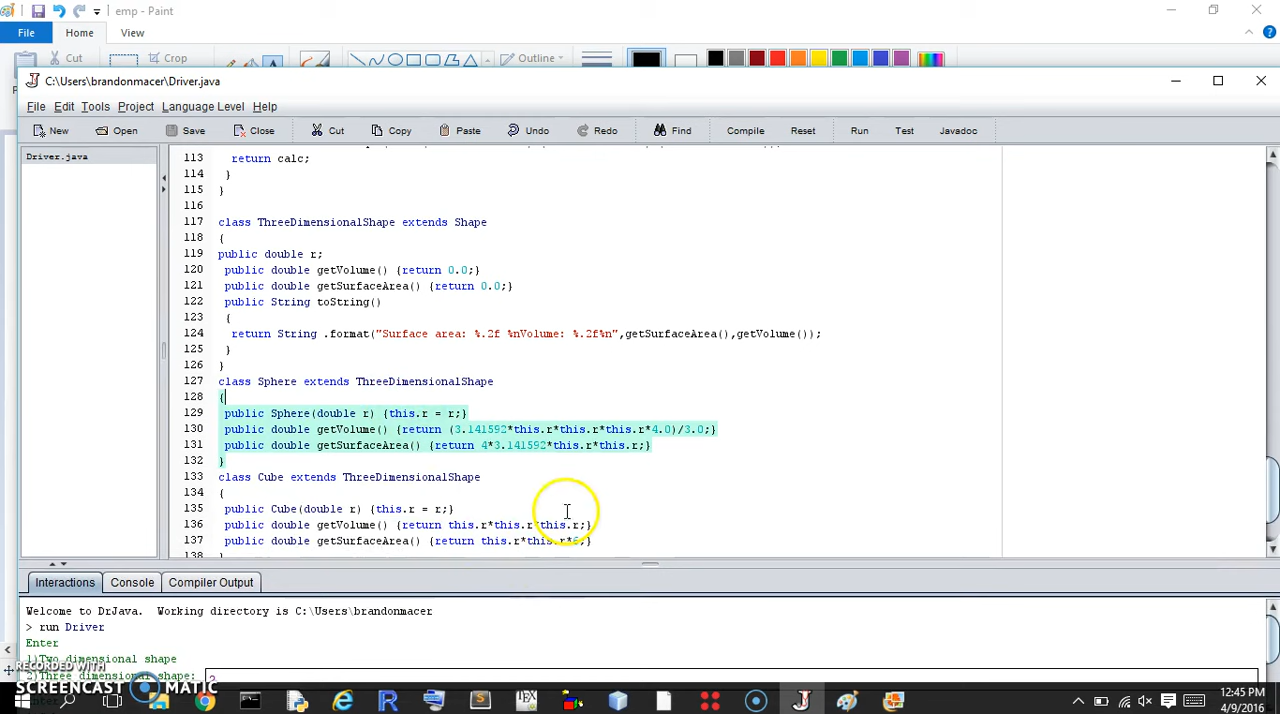 emp - Paint
File Home View
Cut Crop Outline
C:\Users\brandonmacer\Driver.java
File Edit Tools Project Language Level Help
New Open Save Close Cut Copy Paste Undo Redo Find Compile Reset Run Test Javadoc
Driver.java
113
114 return calc;
115 }
116 }
117 class ThreeDimensionalShape extends Shape
118 {
119 public double r;
120 public double getVolume() {return 0.0;}
121 public double getSurfaceArea() {return 0.0;}
122 public String toString()
123 {
124 return String .format("Surface area: %.2f %nVolume: %.2f%n",getSurfaceArea(),getVolume());
125 }
126 }
127 class Sphere extends ThreeDimensionalShape
128 {
129 public Sphere(double r) {this.r = r;}
130 public double getVolume() {return (3.141592*this.r*this.r*this.r*4.0)/3.0;}
131 public double getSurfaceArea() {return 4*3.141592*this.r*this.r;}
132 }
133 class Cube extends ThreeDimensionalShape
134 {
135 public Cube(double r) {this.r = r;}
136 public double getVolume() {return this.r*this.r*this.r;}
137 public double getSurfaceArea() {return this.r*this.r*6;}
138
Interactions Console Compiler Output
Welcome to DrJava. Working directory is C:\Users\brandonmacer
> run Driver
Enter
1)Two dimensional shape
2)Three dimensional shape:
RECORDED WITH
SCREENCAST MATIC
12:45 PM
4/9/2016